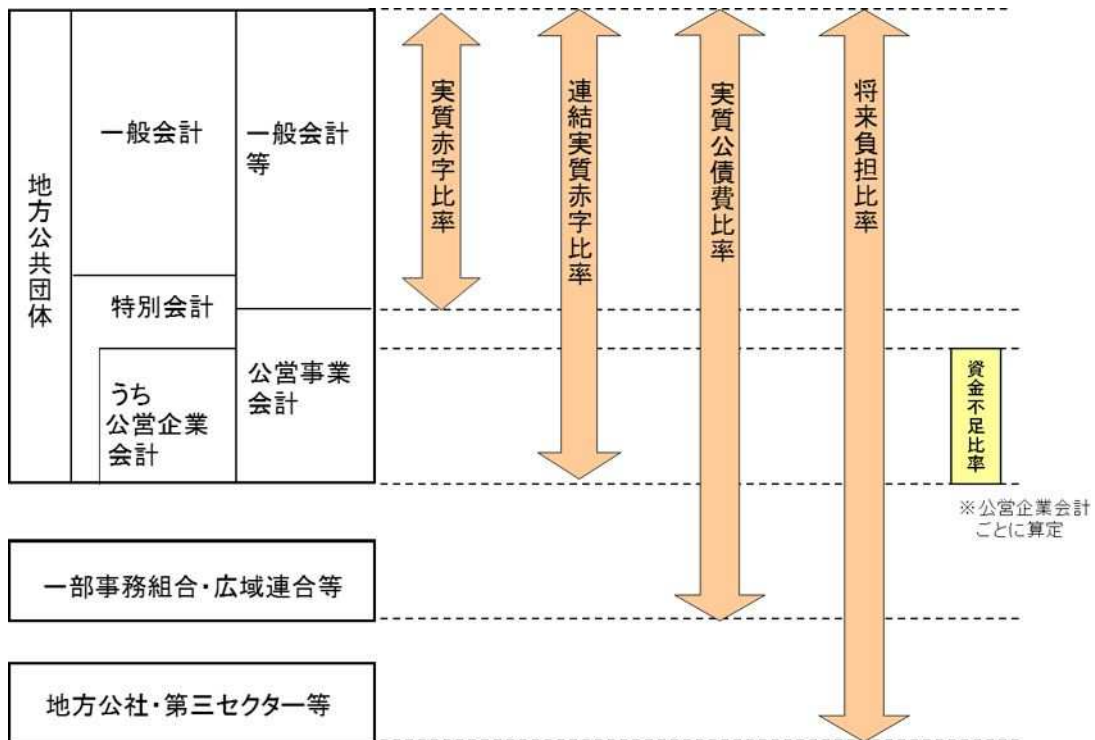 地方公共団体
一般会計
特別会計
うち
公営企業
会計
一般会計
等
公営事業
会計
実質赤字比率
連結実質赤字比率
実質公債費比率
将来負担比率
資金不足比率
※公営企業会計
ごとに算定
一部事務組合・広域連合等
地方公社・第三セクター等